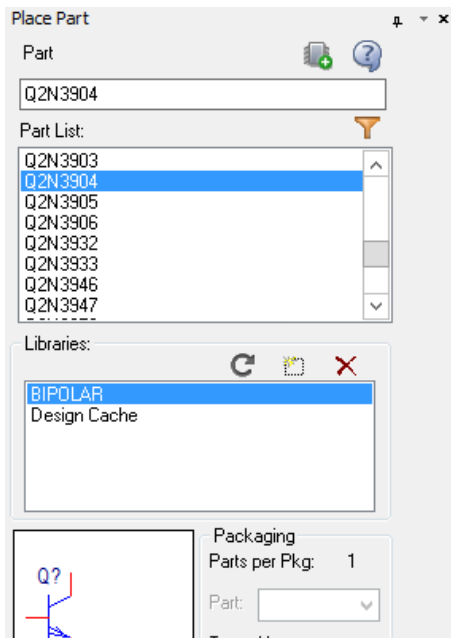 Place Part
Part
Q2N3904
Part List:
Q2N3903
Q2N3904
Q2N3905
Q2N3906
Q2N3932
Q2N3933
Q2N3946
Q2N3947
Libraries:
BIPOLAR
Design Cache
Packaging
Parts per Pkg: 1
Q?
Part: